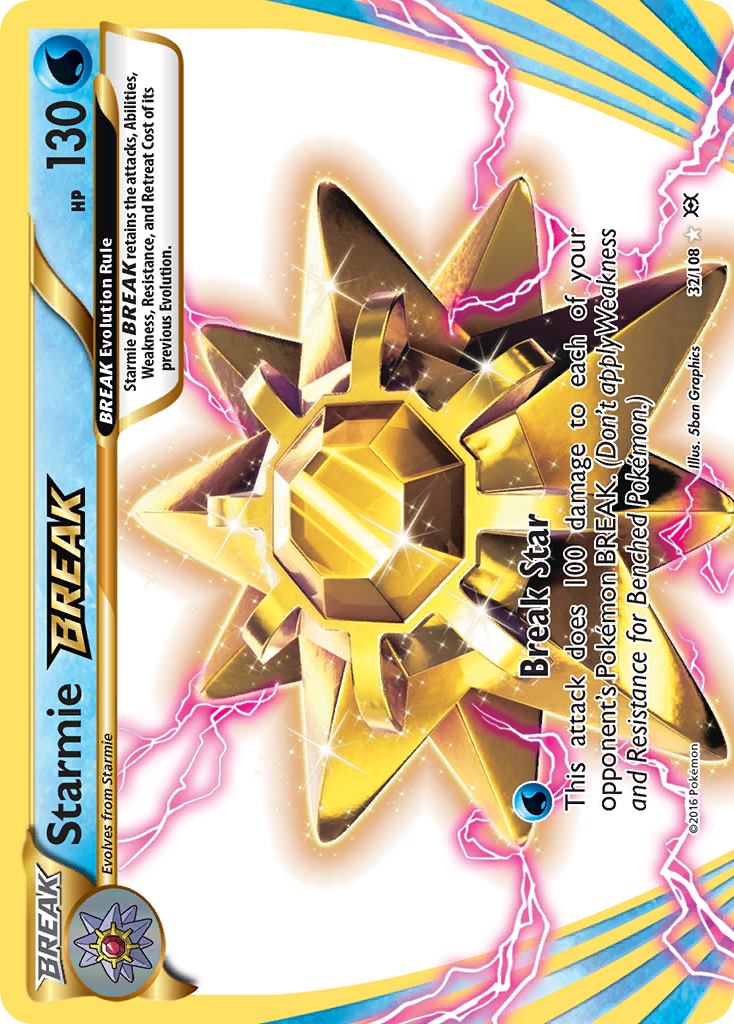 BREAK
Starmie BREAK
HP 130
Evolves from Starmie
BREAK Evolution Rule
Starmie BREAK retains the attacks, Abilities,
Weakness, Resistance, and Retreat Cost of its
previous Evolution.
Break Star
This attack does 100 damage to each of your
opponent's Pokémon BREAK. (Don't apply Weakness
and Resistance for Benched Pokémon.)
©2016 Pokémon
Illus. 5ban Graphics
32/108